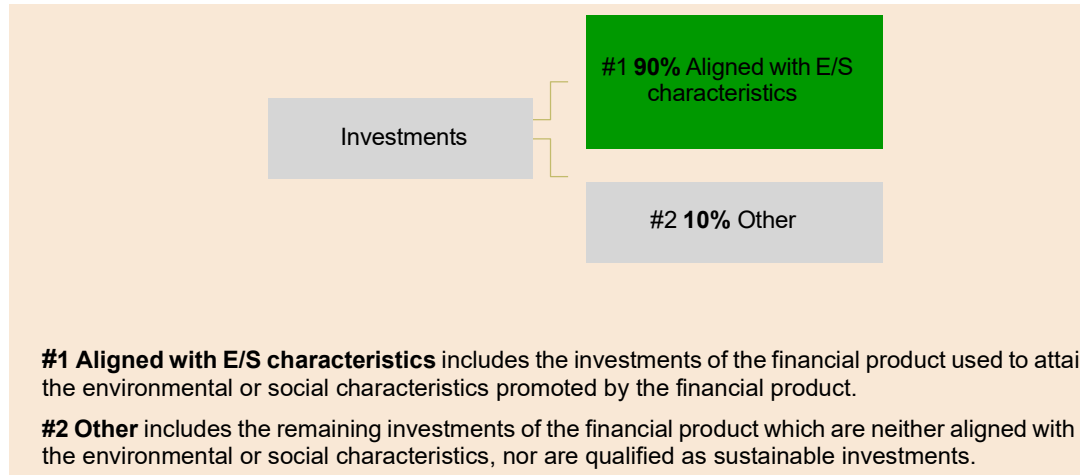 #1 90% Aligned with E/S
characteristics
Investments
#2 10% Other
#1 Aligned with E/S characteristics includes the investments of the financial product used to attai
the environmental or social characteristics promoted by the financial product.
#2 Other includes the remaining investments of the financial product which are neither aligned with
the environmental or social characteristics, nor are qualified as sustainable investments.